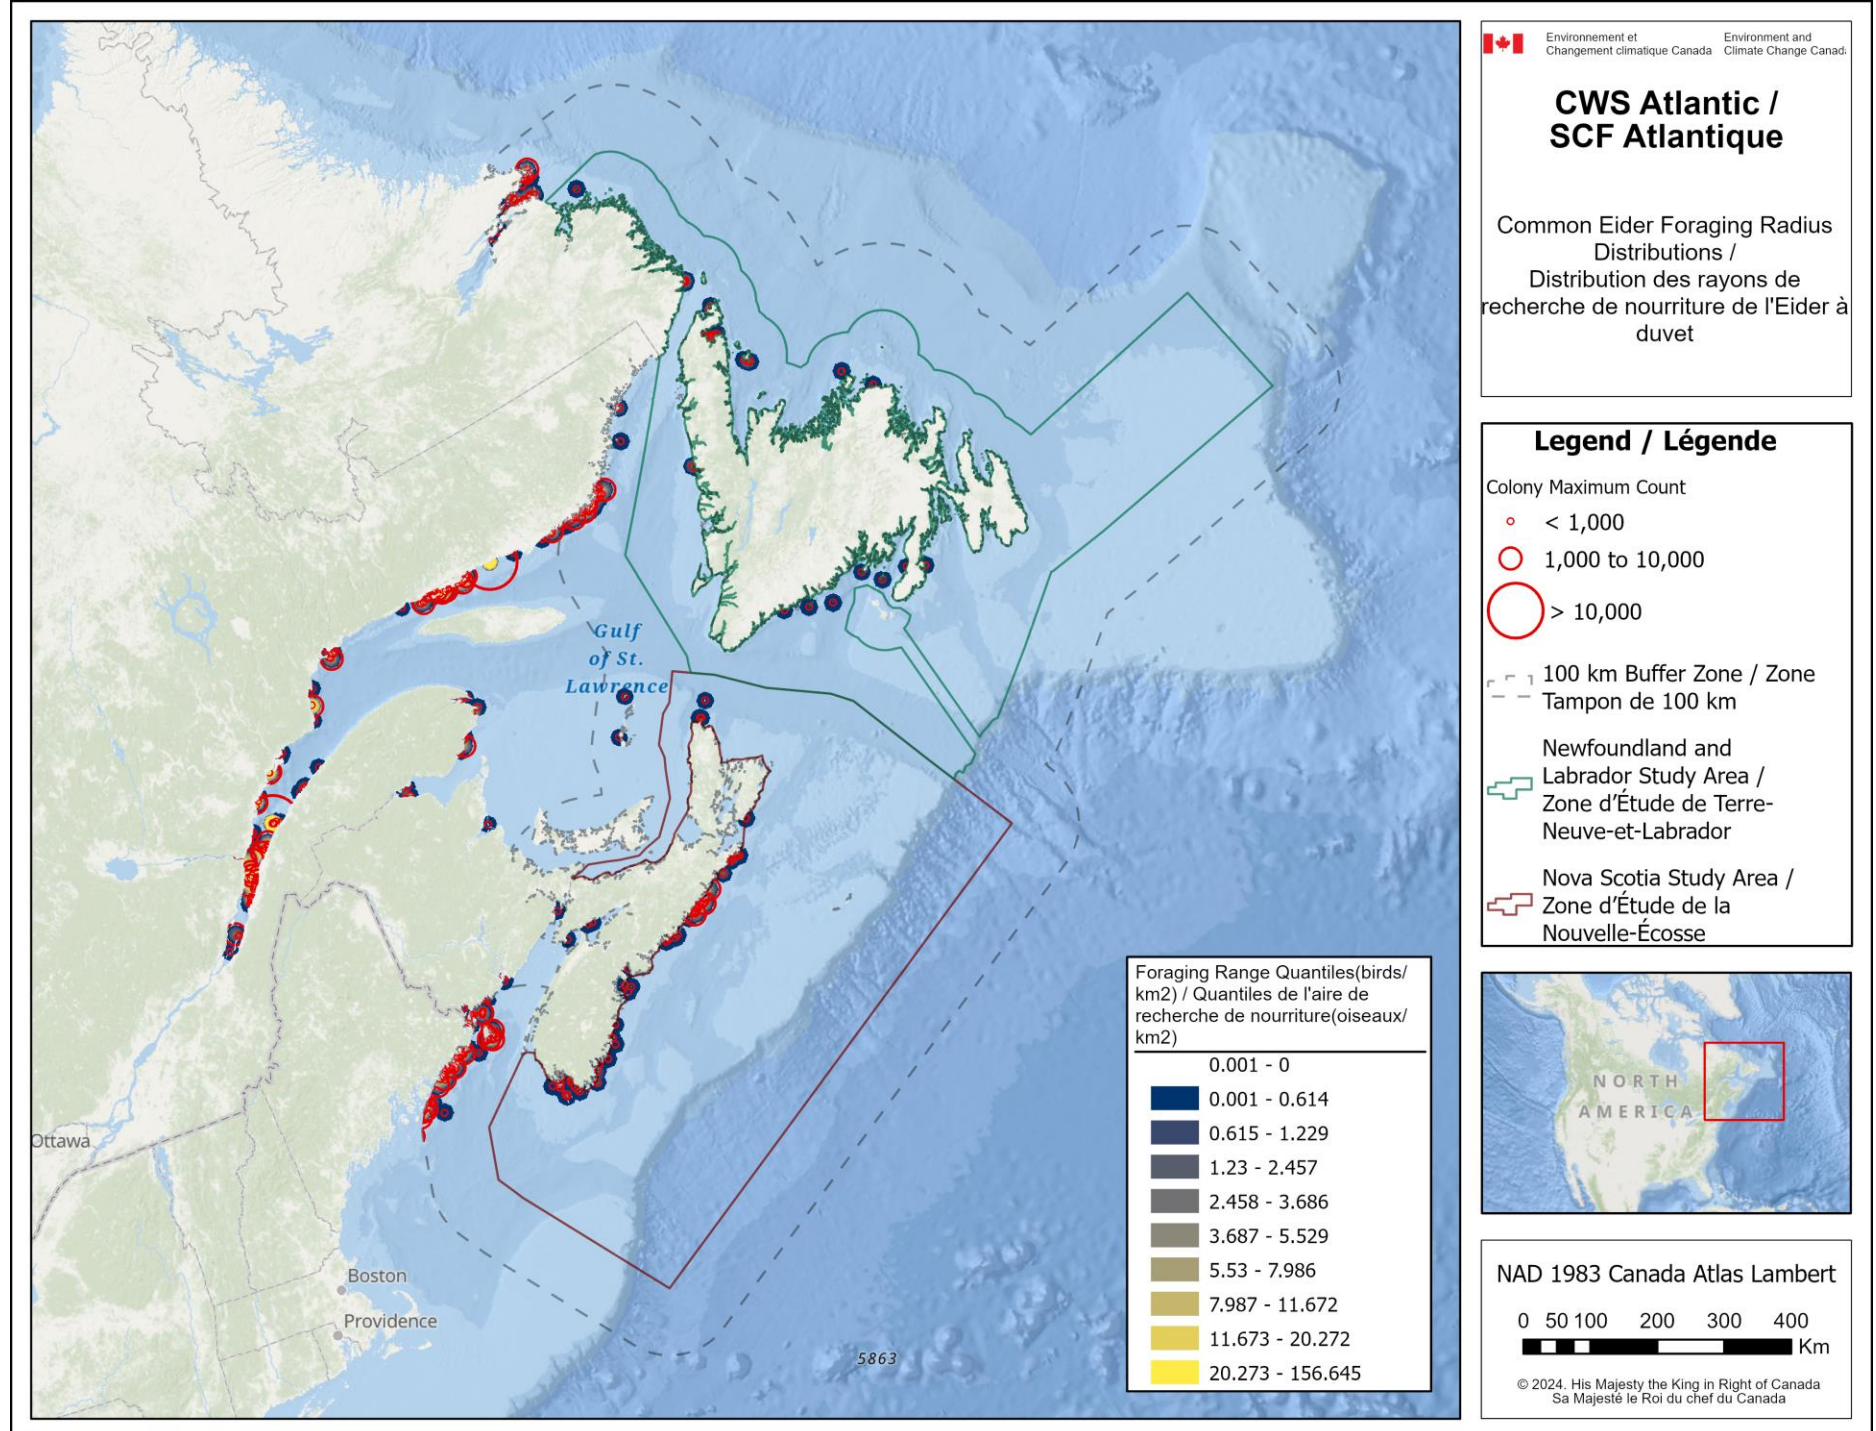 Environnement et
Changement climatique Canada
Environment and
Climate Change Canad
CWS Atlantic /
SCF Atlantique
Common Eider Foraging Radius
Distributions /
Distribution des rayons de
recherche de nourriture de l'Eider à
duvet
Legend / Légende
Colony Maximum Count
< 1,000
1,000 to 10,000
> 10,000
100 km Buffer Zone / Zone
Tampon de 100 km
Newfoundland and
Labrador Study Area /
Zone d'Étude de Terre-
Neuve-et-Labrador
Nova Scotia Study Area /
Zone d'Étude de la
Nouvelle-Écosse
Gulf
of St.
Lawrence
Ottawa
Boston
Providence
5863
Foraging Range Quantiles(birds/
km2) / Quantiles de l'aire de
recherche de nourriture(oiseaux/
km2)
0.001 - 0
0.001 - 0.614
0.615 - 1.229
1.23 - 2.457
2.458 - 3.686
3.687 - 5.529
5.53 - 7.986
7.987 - 11.672
11.673 - 20.272
20.273 - 156.645
NORTH
AMERICA
NAD 1983 Canada Atlas Lambert
0 50 100 200 300 400
Km
© 2024. His Majesty the King in Right of Canada
Sa Majesté le Roi du chef du Canada